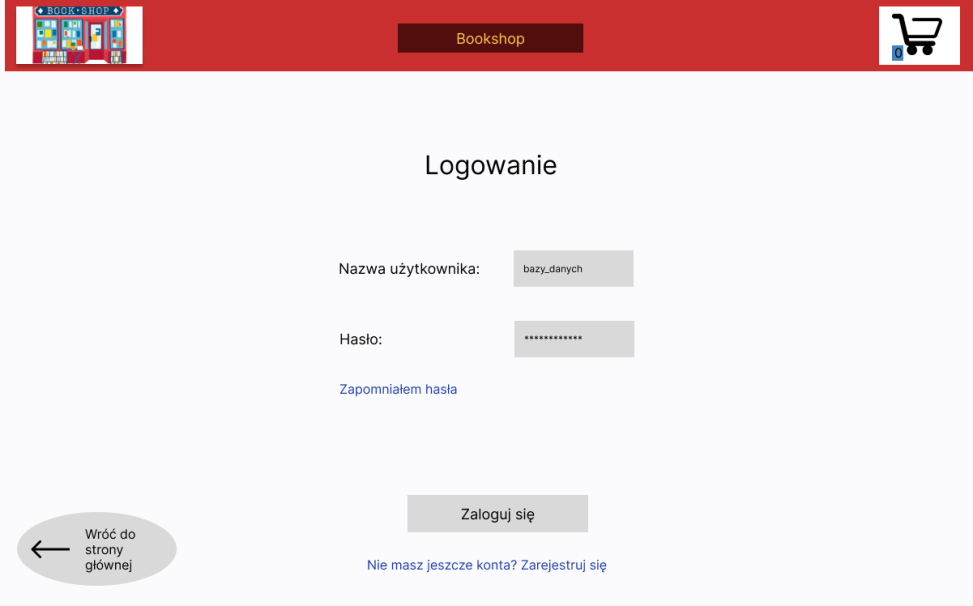 BOOK•SHOP
Bookshop
0
Logowanie
Nazwa użytkownika:
bazy_danych
Hasło:
************
Zapomniałem hasła
Zaloguj się
Wróć do
strony
głównej
Nie masz jeszcze konta? Zarejestruj się